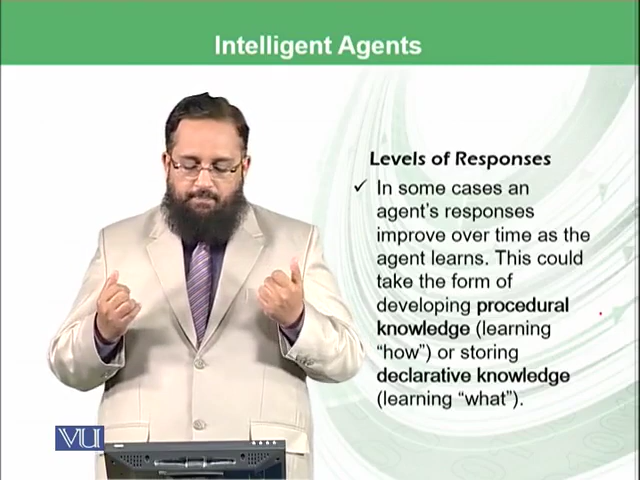 Intelligent Agents
Levels of Responses
✓ In some cases an
agent's responses
improve over time as the
agent learns. This could
take the form of
developing procedural
knowledge (learning
“how”) or storing
declarative knowledge
(learning “what”).
VU